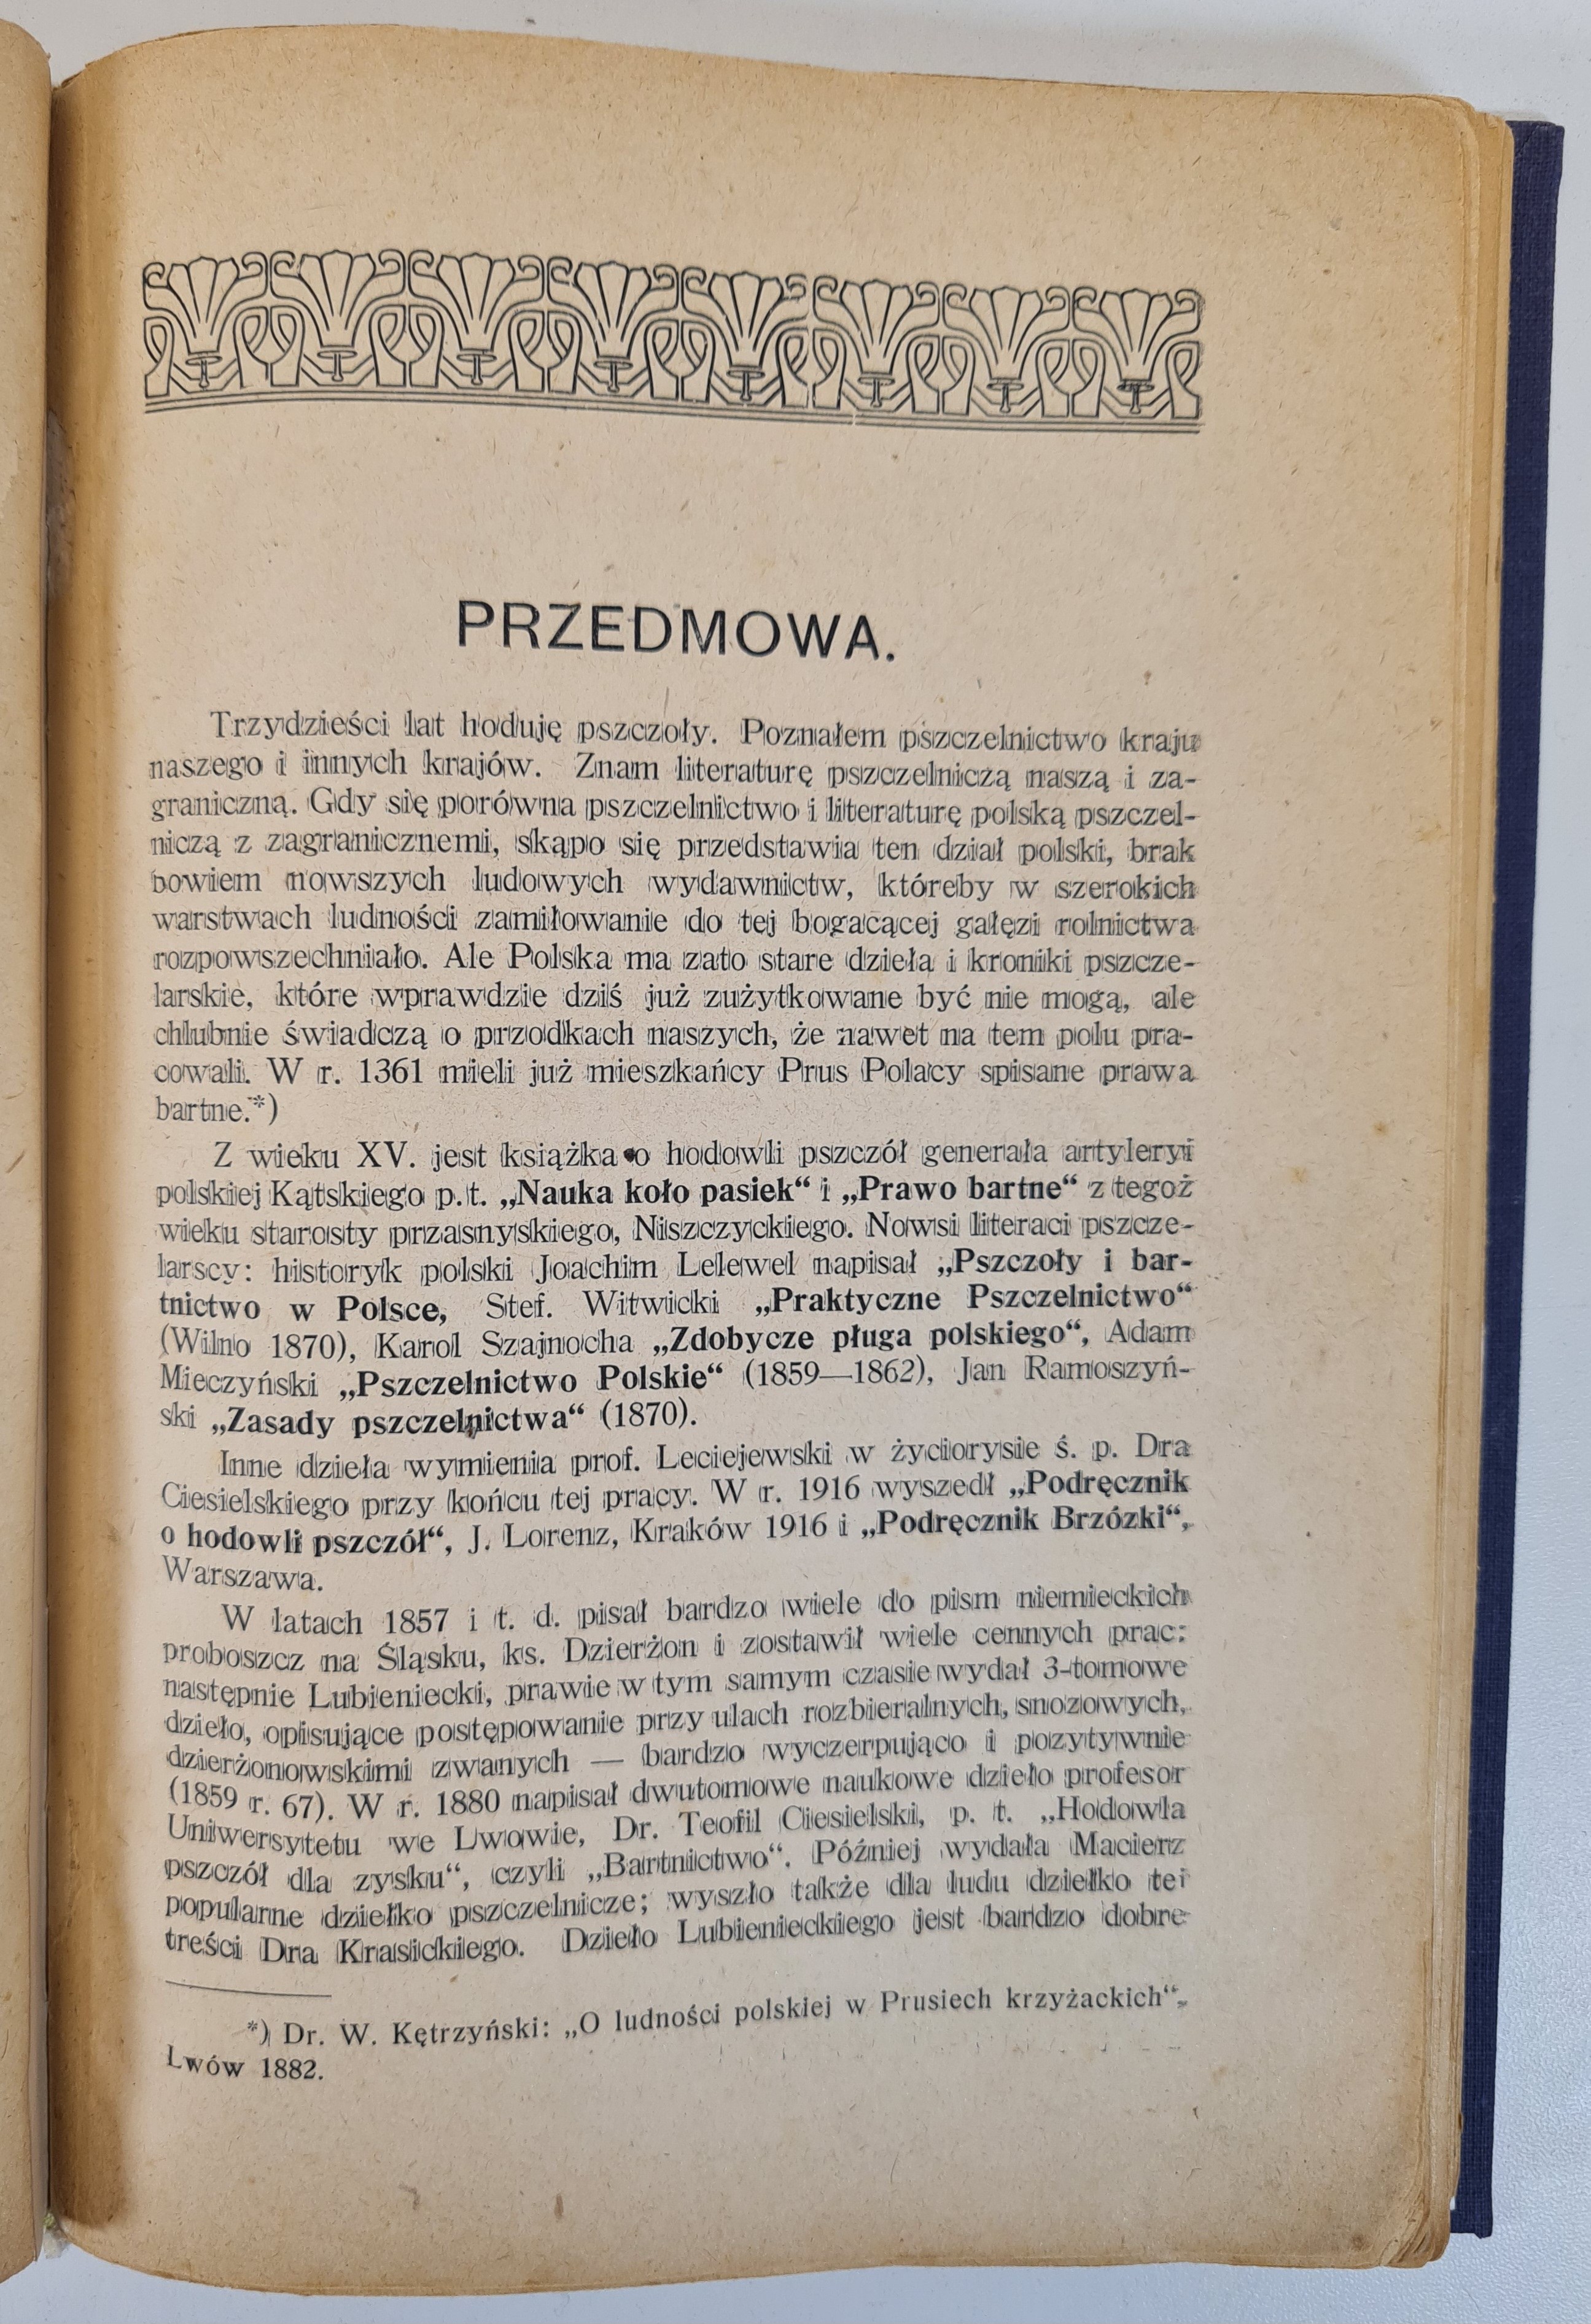 PRZEDMOWA.
Trzydzieści lat hoduję pszczoły. Poznałem pszczelnictwo kraju
naszego i innych krajów. Znam literaturę pszczelniczą naszą i za-
graniczną. Gdy się porówna pszczelnictwo i literaturę polską pszczel-
niczą z zagranicznemi, skąpo się przedstawia ten dział polski, brak
bowiem nowszych ludowych wydawnictw, któreby w szerokich
warstwach ludności zamiłowanie do tej bogacącej gałęzi rolnictwa
rozpowszechniało. Ale Polska ma zato stare dzieła i kroniki pszcze-
larskie, które wprawdzie dziś już zużytkowane być nie mogą, ale
chlubnie świadczą o przodkach naszych, że nawet na tem polu pra-
cowali. W r. 1361 mieli już mieszkańcy Prus Polacy spisane prawa
bartne.*)
Z wieku XV. jest książka o hodowli pszczół generała artyleryi
polskiej Kątskiego p. t. „Nauka koło pasiek“ i „Prawo bartne“ z tegoż
wieku starosty przasnyskiego, Niszczyckiego. Nowsi literaci pszcze-
larscy: historyk polski Joachim Lelewel napisał „Pszczoły i bar-
tnictwo w Polsce, Stef. Witwicki „Praktyczne Pszczelnictwo“
(Wilno 1870), Karol Szajnocha „Zdobycze pługa polskiego“, Adam
Mieczyński „Pszczelnictwo Polskie“ (1859—1862), Jan Ramoszyń-
ski „Zasady pszczelnictwa“ (1870).
Inne dzieła wymienia prof. Leciejewski w życiorysie ś. p. Dra
Ciesielskiego przy końcu tej pracy. W r. 1916 wyszedł „Podręcznik
o hodowli pszczół“, J. Lorenz, Kraków 1916 i „Podręcznik Brzózki“,
Warszawa.
W latach 1857 i t. d. pisał bardzo wiele do pism niemieckich
proboszcz na Śląsku, ks. Dzierżon i zostawił wiele cennych prac:
następnie Lubieniecki, prawie w tym samym czasie wydał 3-tomowe
dzieło, opisujące postępowanie przy ulach rozbieralnych, snozowych,
dzierżonowskimi zwanych — bardzo wyczerpująco i pozytywnie
(1859 r. 67). W r. 1880 napisał dwutomowe naukowe dzieło profesor
Uniwersytetu we Lwowie, Dr. Teofil Ciesielski, p. t. „Hodowla
pszczół dla zysku“, czyli „Bartnictwo“. Później wydała Macierz
popularne dziełko pszczelnicze; wyszło także dla ludu dziełko tej
treści Dra Krasickiego. Dzieło Lubienieckiego jest bardzo dobre
*) Dr. W. Kętrzyński: „O ludności polskiej w Prusiech krzyżackich“,
Lwów 1882.